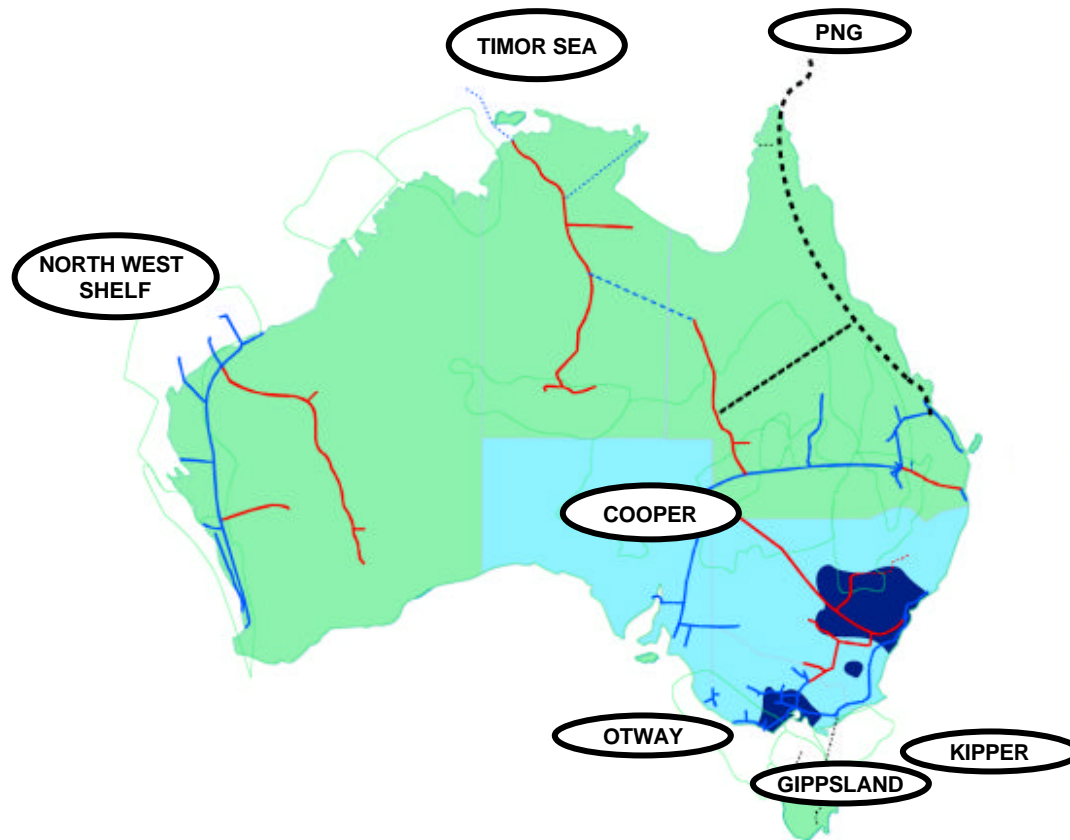 PNG
TIMOR SEA
NORTH WEST
SHELF
COOPER
OTWAY
KIPPER
GIPPSLAND